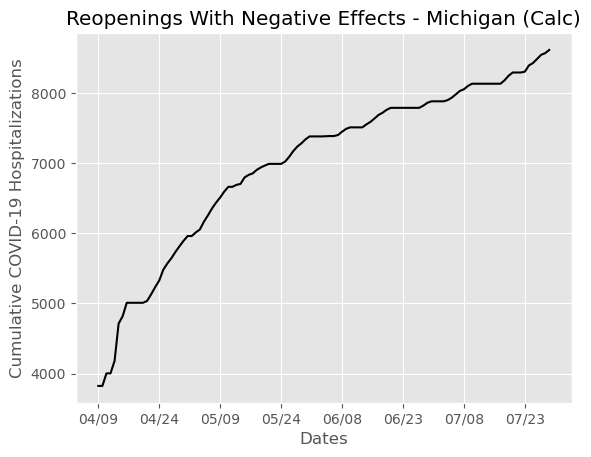 Reopenings With Negative Effects - Michigan (Calc)
Cumulative COVID-19 Hospitalizations
8000
7000
6000
5000
4000
04/09 04/24 05/09 05/24 06/08 06/23 07/08 07/23
Dates